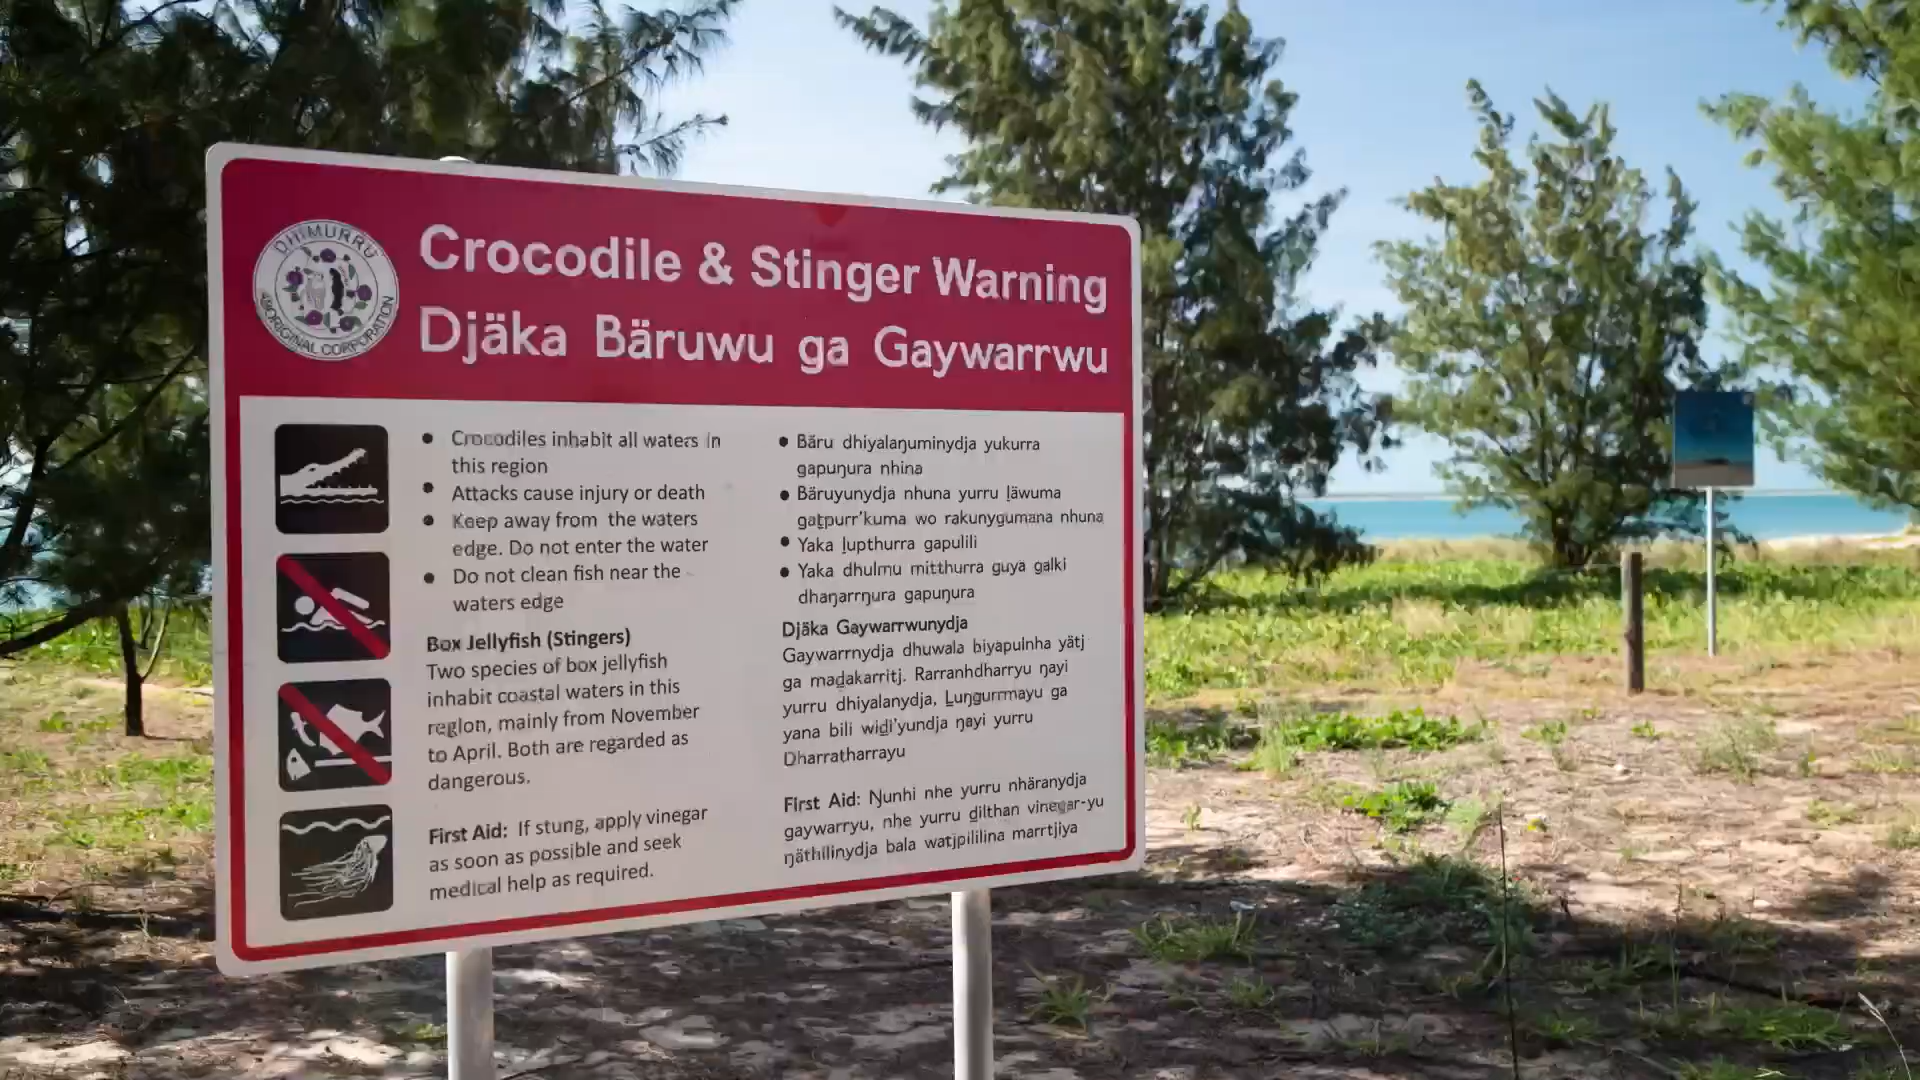 DHIMURRU
ABORIGINAL CORPORATION
Crocodile & Stinger Warning
Djäka Bäruwu ga Gaywarrwu
• Crocodiles inhabit all waters in
this region
• Attacks cause injury or death
• Keep away from the waters
edge. Do not enter the water
• Do not clean fish near the
waters edge
Box Jellyfish (Stingers)
Two species of box jellyfish
inhabit coastal waters in this
region, mainly from November
to April. Both are regarded as
dangerous.
First Aid: If stung, apply vinegar
as soon as possible and seek
medical help as required.
• Bäru dhiyalaŋuminydja yukurra
gapuŋura nhina
• Bäruyunydja nhuna yurru ḻäwuma
gaṯpurr'kuma wo rakunygumana nhuna
• Yaka ḻupthurra gapulili
• Yaka dhulmu mitthurra guya galki
dhaŋarrŋura gapuŋura
Djäka Gaywarrwunydja
Gaywarrnydja dhuwala biyapulnha yätj
ga maḏakarritj. Rarranhdharryu ŋayi
yurru dhiyalanydja, Luŋgurrmayu ga
yana bili wiḏi'yundja ŋayi yurru
Dharratharrayu
First Aid: Ŋunhi nhe yurru nhäranydja
gaywarryu, nhe yurru ḏilthan vinegar-yu
ŋäthilinydja bala watjpililina marrtjiya